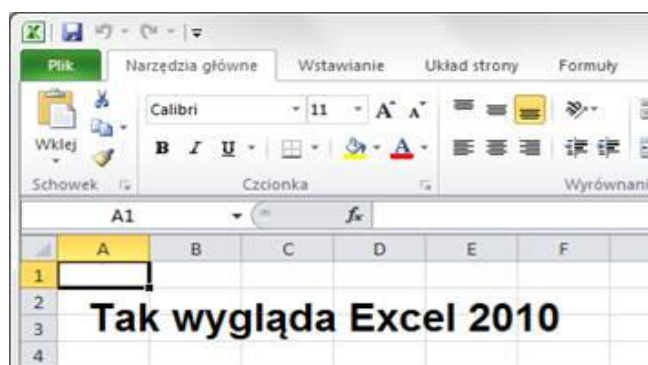 Plik Narzędzia główne Wstawianie Układ strony Formuły
Calibri 11 A A
Wklej B I U A
Schowek Czcionka
A1 fx
A B C D E F
1
2
Tak wygląda Excel 2010
3
4